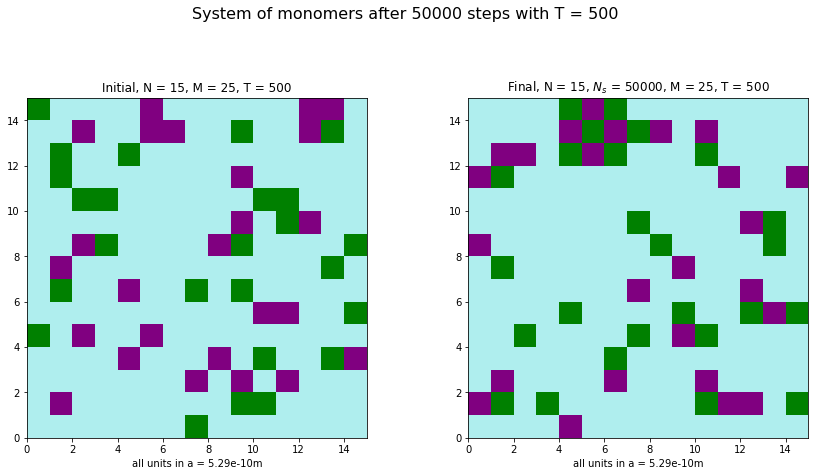 System of monomers after 50000 steps with T = 500
Initial, N = 15, M = 25, T = 500
14
12
10
8
6
4
2
0
0 2 4 6 8 10 12 14
all units in a = 5.29e-10m
Final, N = 15, Nₛ = 50000, M = 25, T = 500
14
12
10
8
6
4
2
0
0 2 4 6 8 10 12 14
all units in a = 5.29e-10m